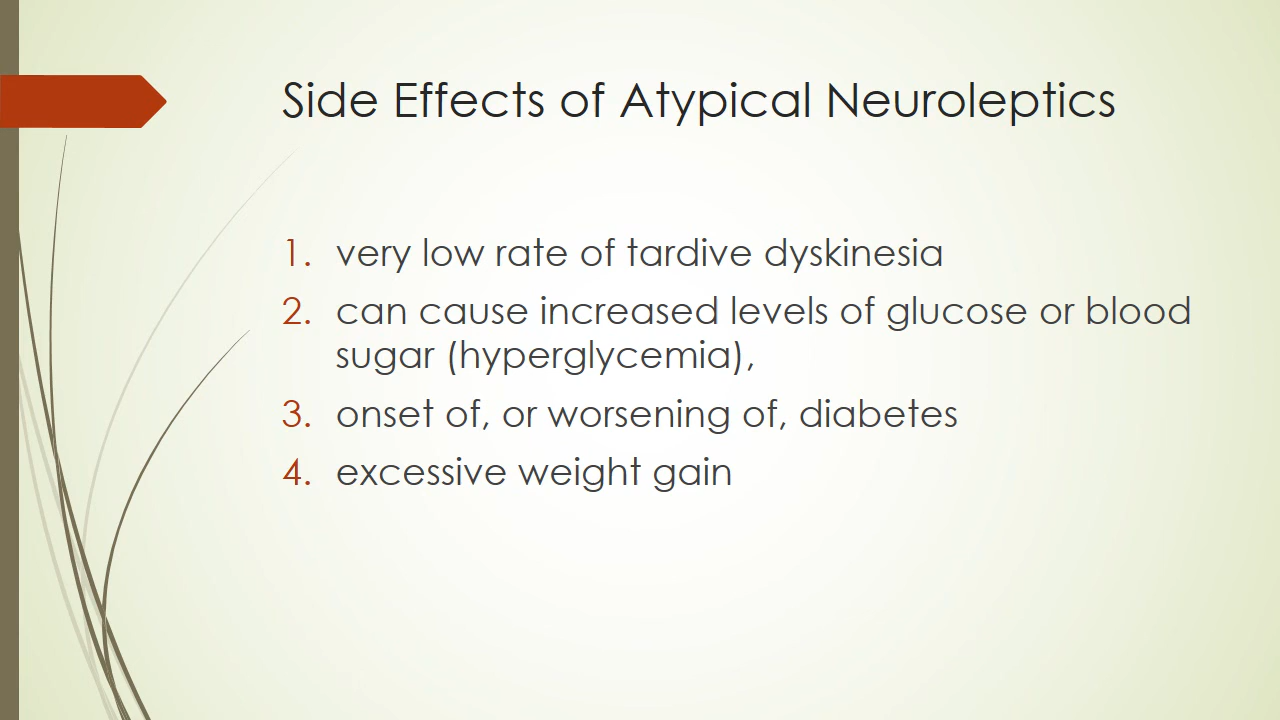 Side Effects of Atypical Neuroleptics
1. very low rate of tardive dyskinesia
2. can cause increased levels of glucose or blood
sugar (hyperglycemia),
3. onset of, or worsening of, diabetes
4. excessive weight gain